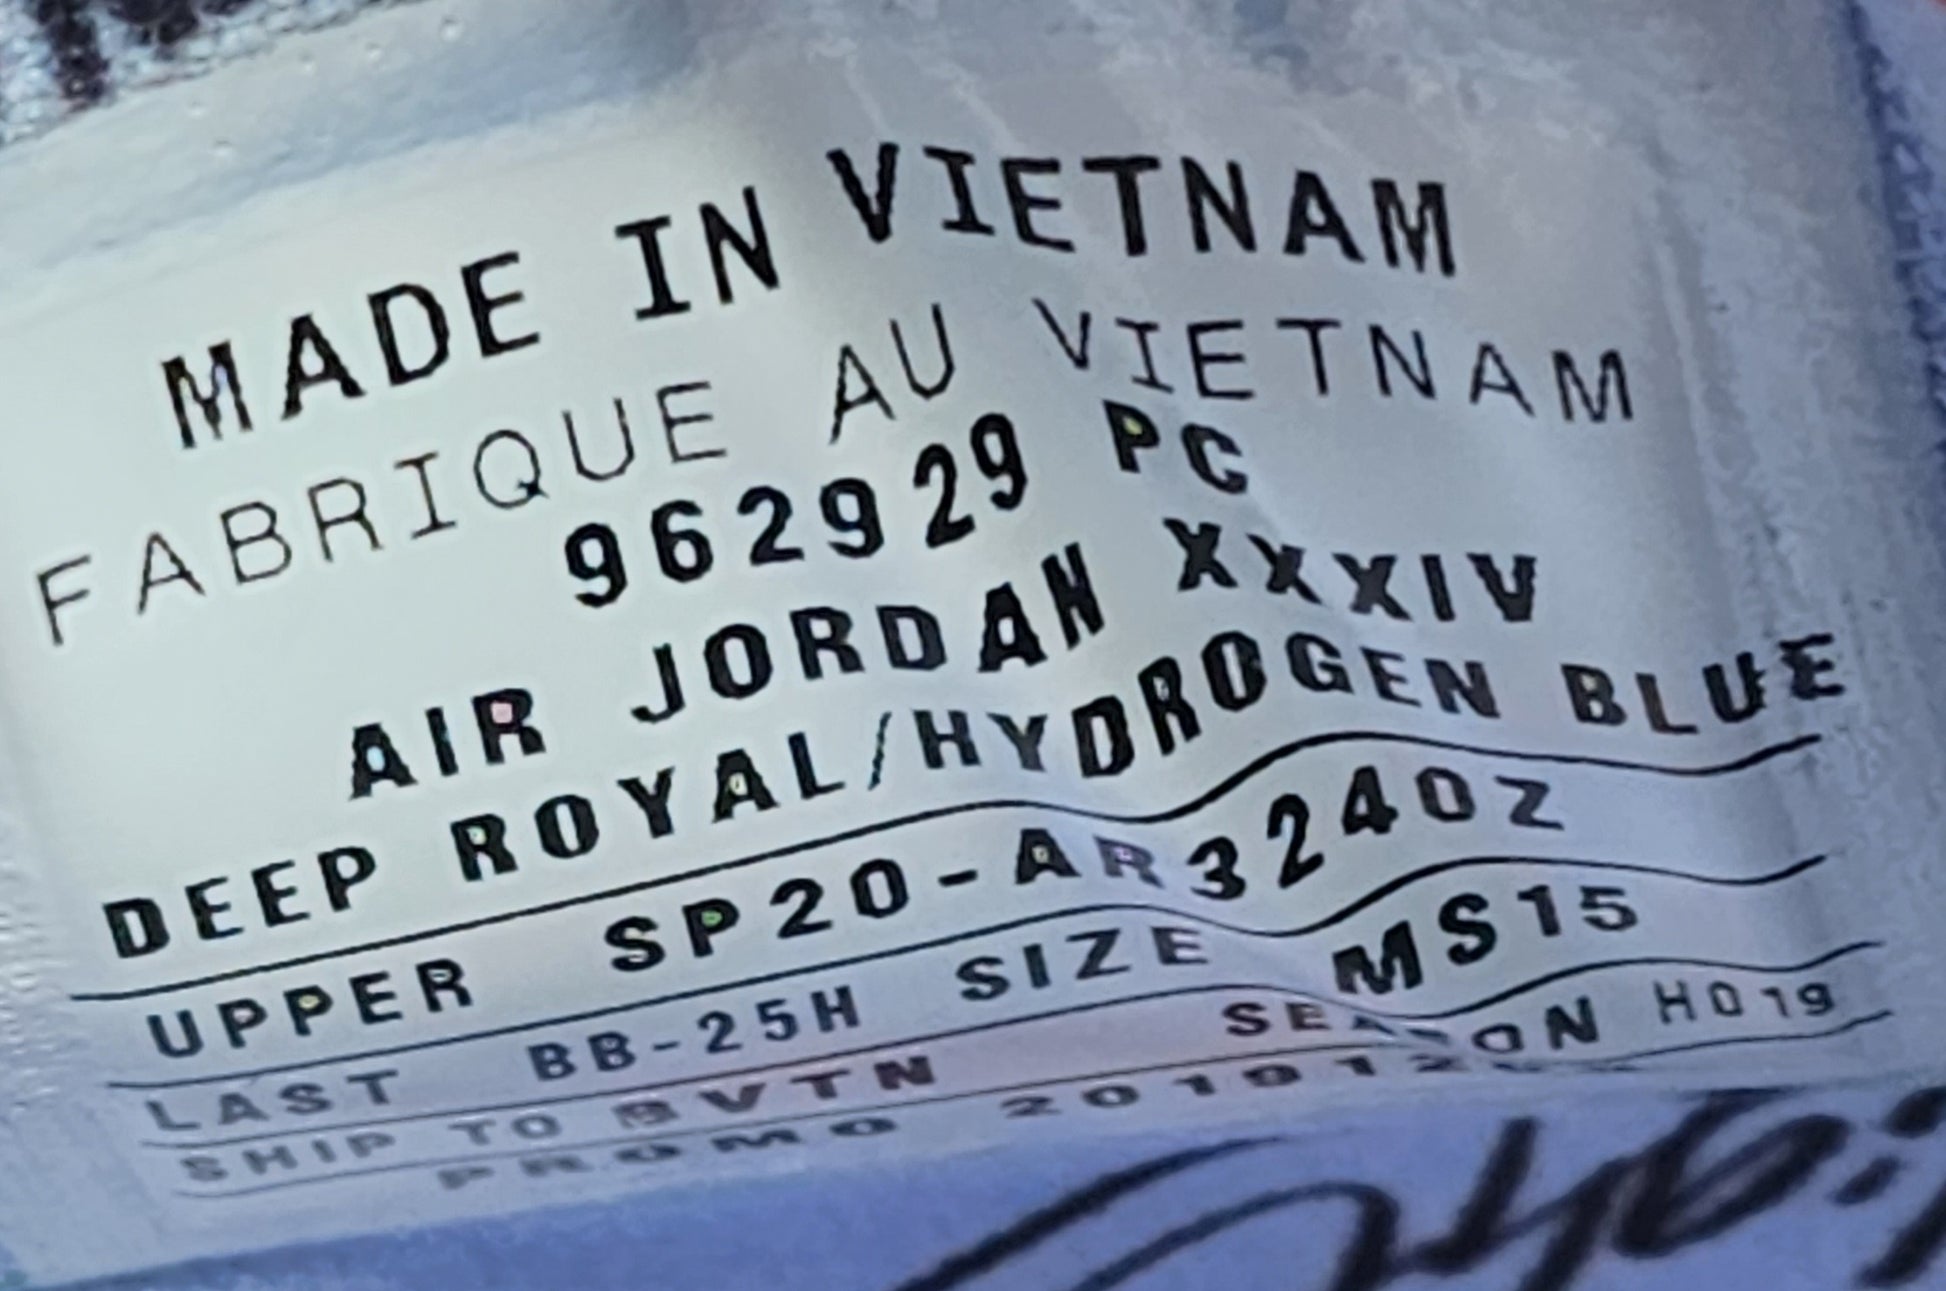 MADE IN VIETNAM
FABRIQUE AU VIETNAM
962929 PC
AIR JORDAN XXXIV
DEEP ROYAL/HYDROGEN BLUE
UPPER SP20-AR3240Z
LAST BB-25H SIZE MS15
SHIP TO BVTN SEASON HO19
PROMO